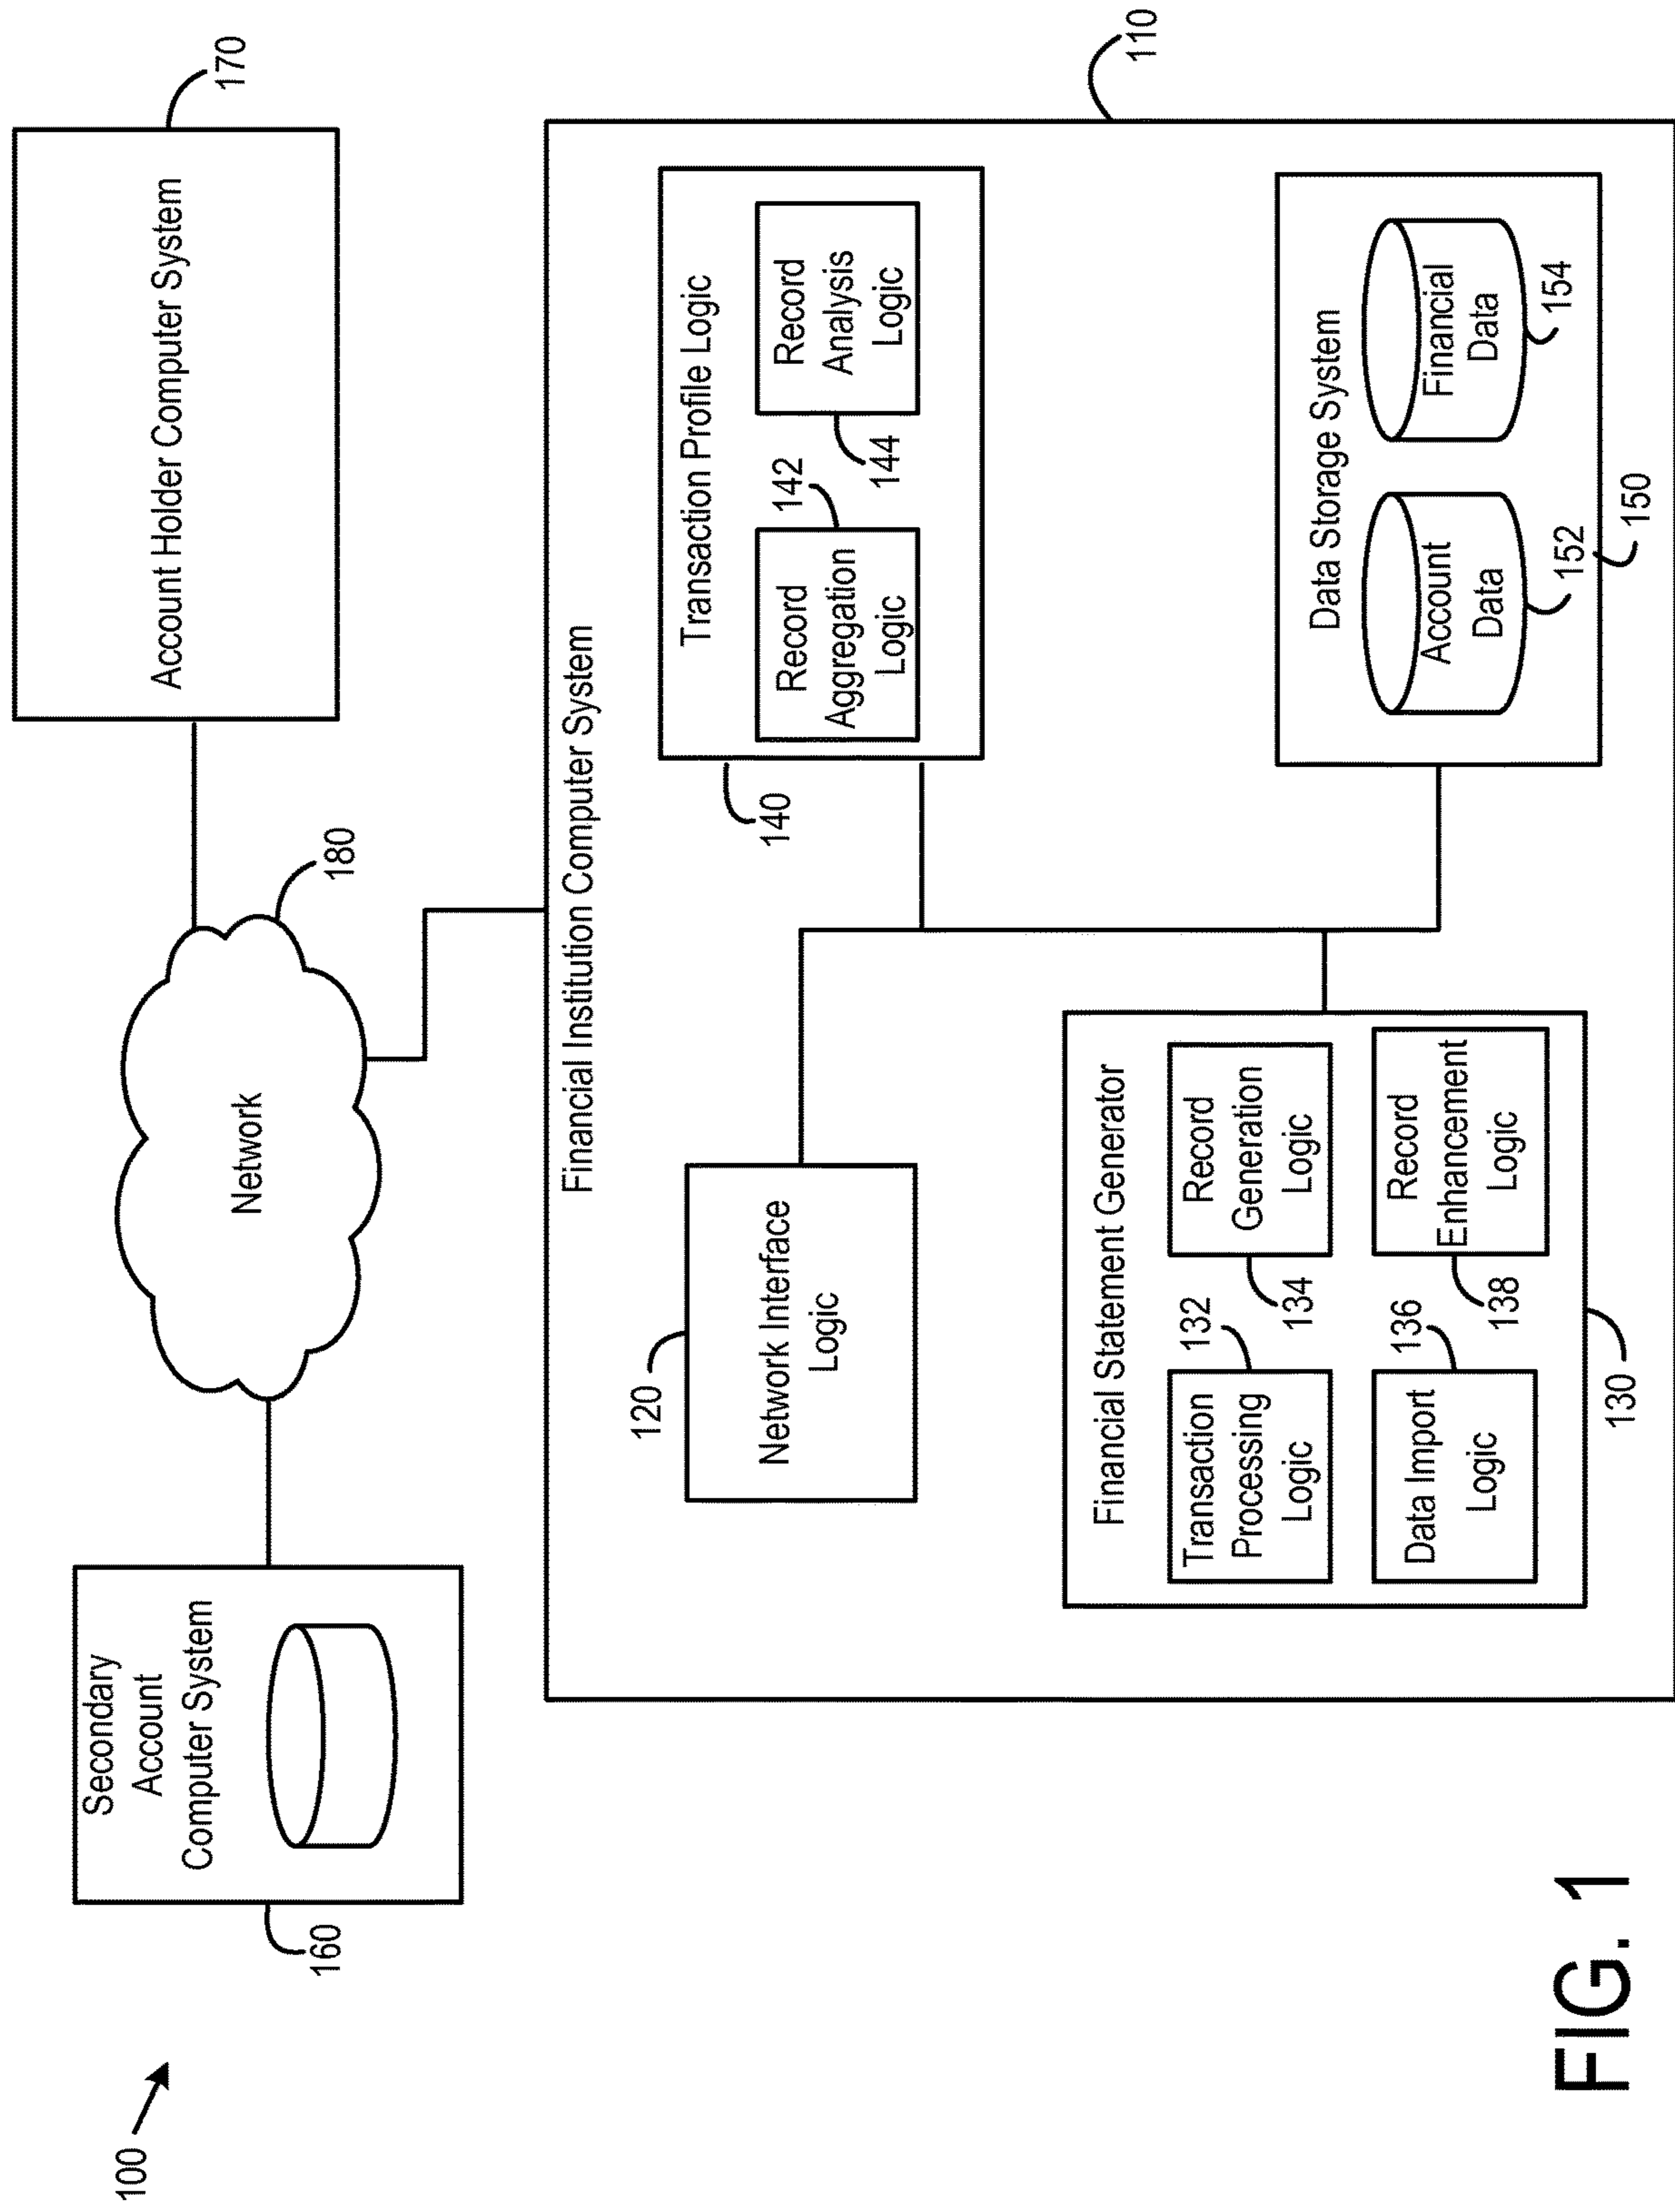 100
160
Secondary
Account
Computer System
Network
180
Account Holder Computer System
170
Financial Institution Computer System
110
120
Network Interface
Logic
140
Transaction Profile Logic
142
Record
Aggregation
Logic
144
Record
Analysis
Logic
Financial Statement Generator
132
Transaction
Processing
Logic
134
Record
Generation
Logic
136
Data Import
Logic
138
Record
Enhancement
Logic
130
Data Storage System
Account
Data
152
Financial
Data
154
150
FIG. 1